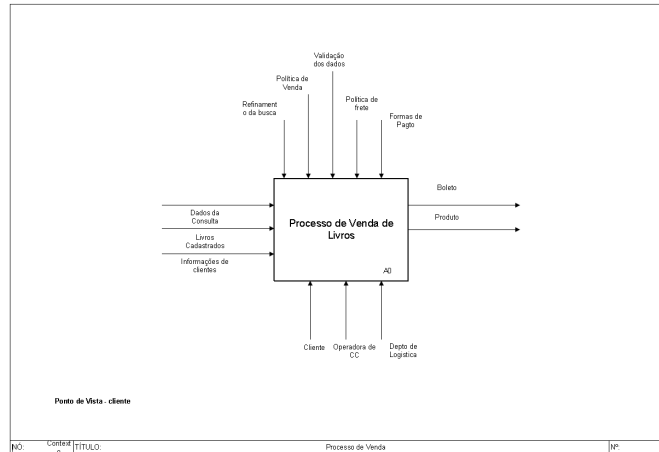 Validação
dos dados
Política de
Venda
Refinament
o da busca
Política de
frete
Formas de
Pagto
Dados da
Consulta
Livros
Cadastrados
Informações de
clientes
Processo de Venda de
Livros
A0
Boleto
Produto
Cliente
Operadora de
CC
Depto de
Logistica
Ponto de Vista - cliente
NÓ:
Context
o
TÍTULO:
Processo de Venda
Nº: